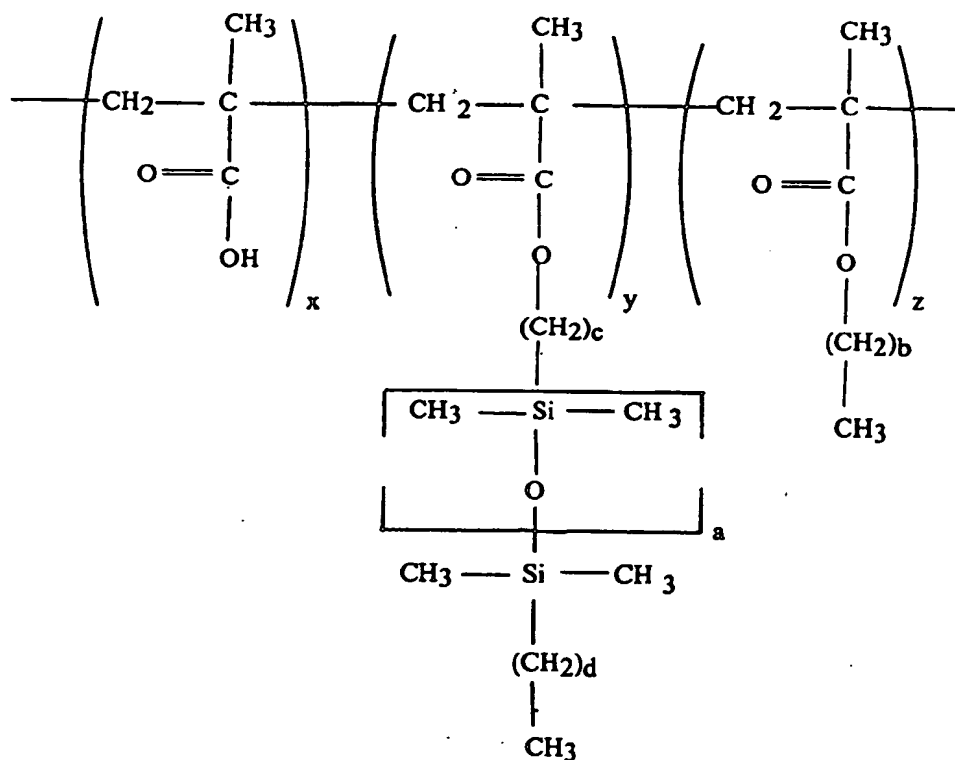 CH3 CH3 CH3
CH2 C CH2 C CH2 C
O C O C O C
OH O O
x y z
(CH2)c (CH2)b
CH3 Si CH3 CH3
O
a
CH3 Si CH3
(CH2)d
CH3